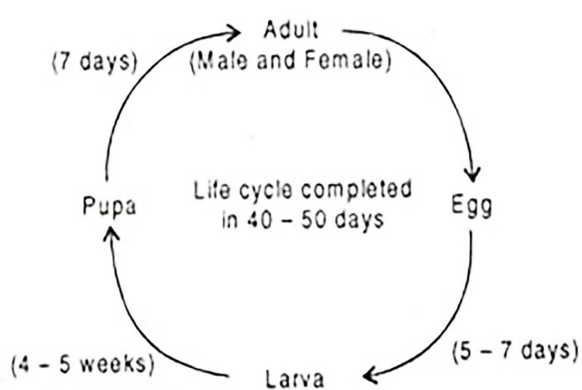 Adult
(Male and Female)
(7 days)
Life cycle completed
in 40 – 50 days
Pupa
Egg
(5 – 7 days)
(4 – 5 weeks)
Larva